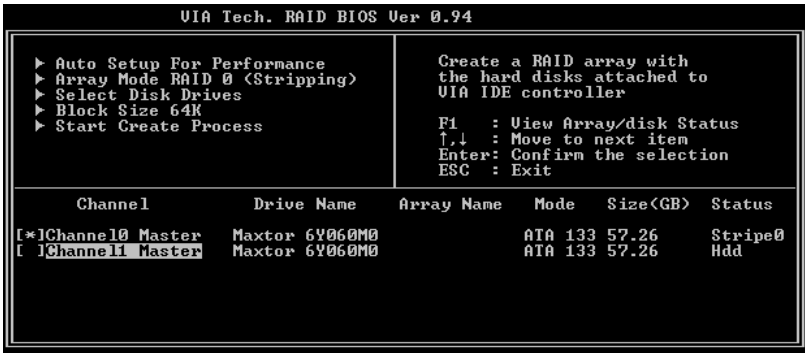 VIA Tech. RAID BIOS Ver 0.94
Auto Setup For Performance
Array Mode RAID 0 (Stripping)
Select Disk Drives
Block Size 64K
Start Create Process
Create a RAID array with
the hard disks attached to
VIA IDE controller
F1 : View Array/disk Status
↑,↓ : Move to next item
Enter: Confirm the selection
ESC : Exit
Channel Drive Name Array Name Mode Size(GB) Status
[*]Channel0 Master Maxtor 6Y060M0 ATA 133 57.26 Stripe0
[ ]Channel1 Master Maxtor 6Y060M0 ATA 133 57.26 Hdd